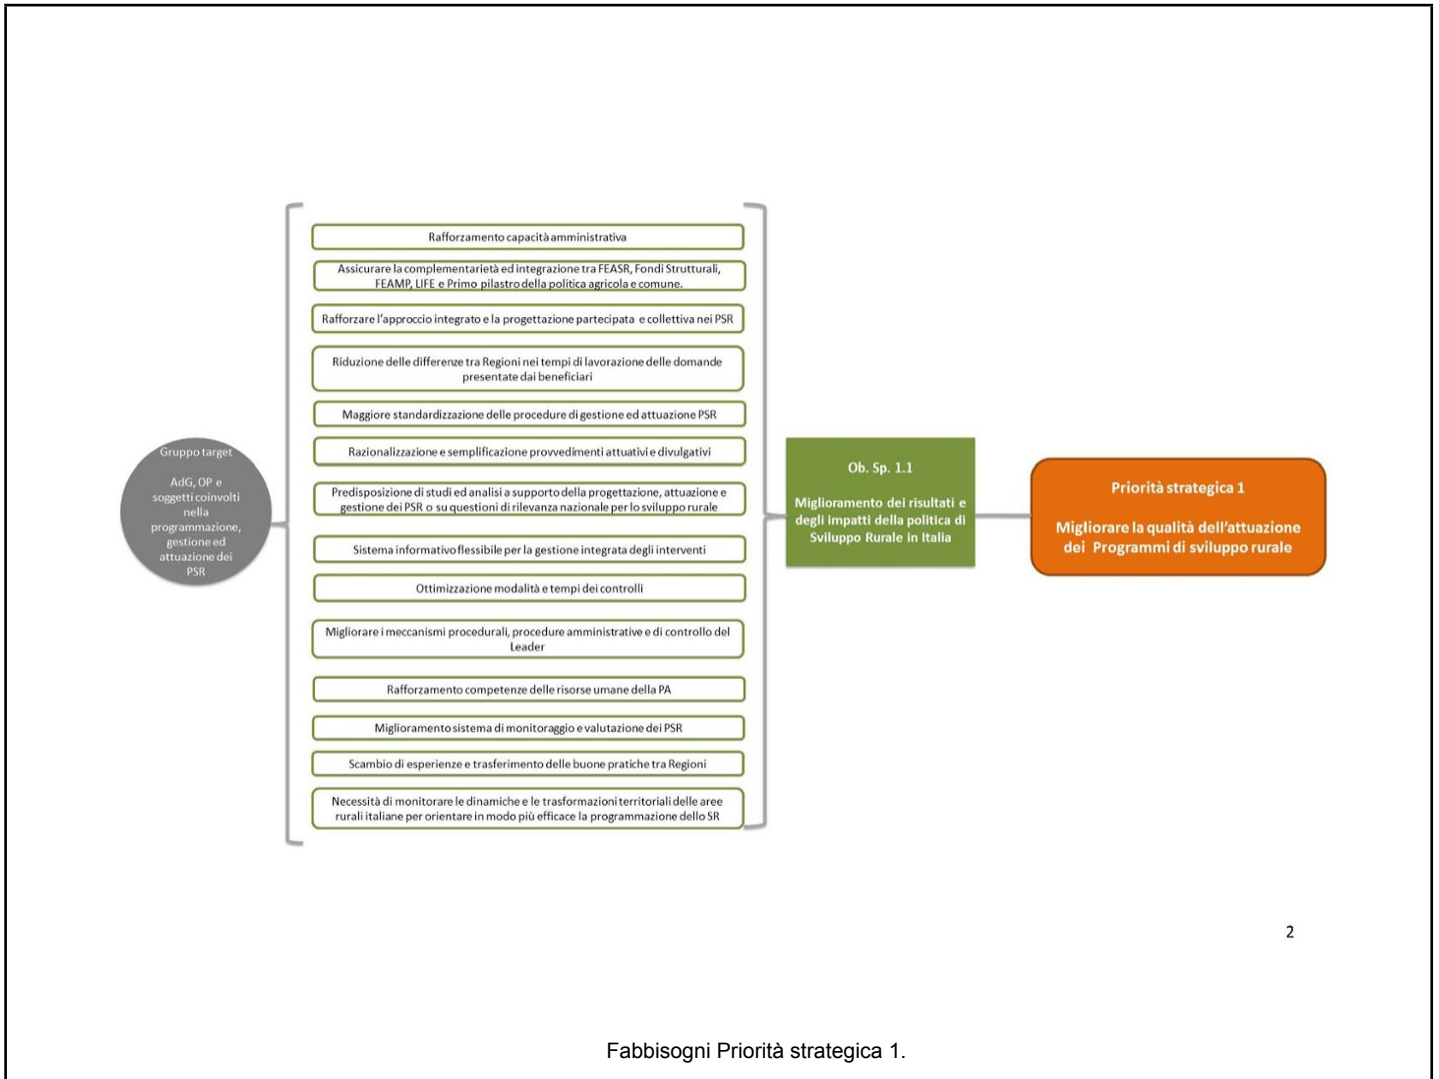 Rafforzamento capacità amministrativa
Assicurare la complementarietà ed integrazione tra FEASR, Fondi Strutturali,
FEAMP, LIFE e Primo pilastro della politica agricola e comune.
Rafforzare l'approccio integrato e la progettazione partecipata e collettiva nei PSR
Riduzione delle differenze tra Regioni nei tempi di lavorazione delle domande
presentate dai beneficiari
Maggiore standardizzazione delle procedure di gestione ed attuazione PSR
Razionalizzazione e semplificazione provvedimenti attuativi e divulgativi
Predisposizione di studi ed analisi a supporto della progettazione, attuazione e
gestione dei PSR o su questioni di rilevanza nazionale per lo sviluppo rurale
Sistema informativo flessibile per la gestione integrata degli interventi
Ottimizzazione modalità e tempi dei controlli
Migliorare i meccanismi procedurali, procedure amministrative e di controllo del
Leader
Rafforzamento competenze delle risorse umane della PA
Miglioramento sistema di monitoraggio e valutazione dei PSR
Scambio di esperienze e trasferimento delle buone pratiche tra Regioni
Necessità di monitorare le dinamiche e le trasformazioni territoriali delle aree
rurali italiane per orientare in modo più efficace la programmazione dello SR
Gruppo target
AdG, OP e
soggetti coinvolti
nella
programmazione,
gestione ed
attuazione dei
PSR
Ob. Sp. 1.1
Miglioramento dei risultati e
degli impatti della politica di
Sviluppo Rurale in Italia
Priorità strategica 1
Migliorare la qualità dell'attuazione
dei Programmi di sviluppo rurale
2
Fabbisogni Priorità strategica 1.